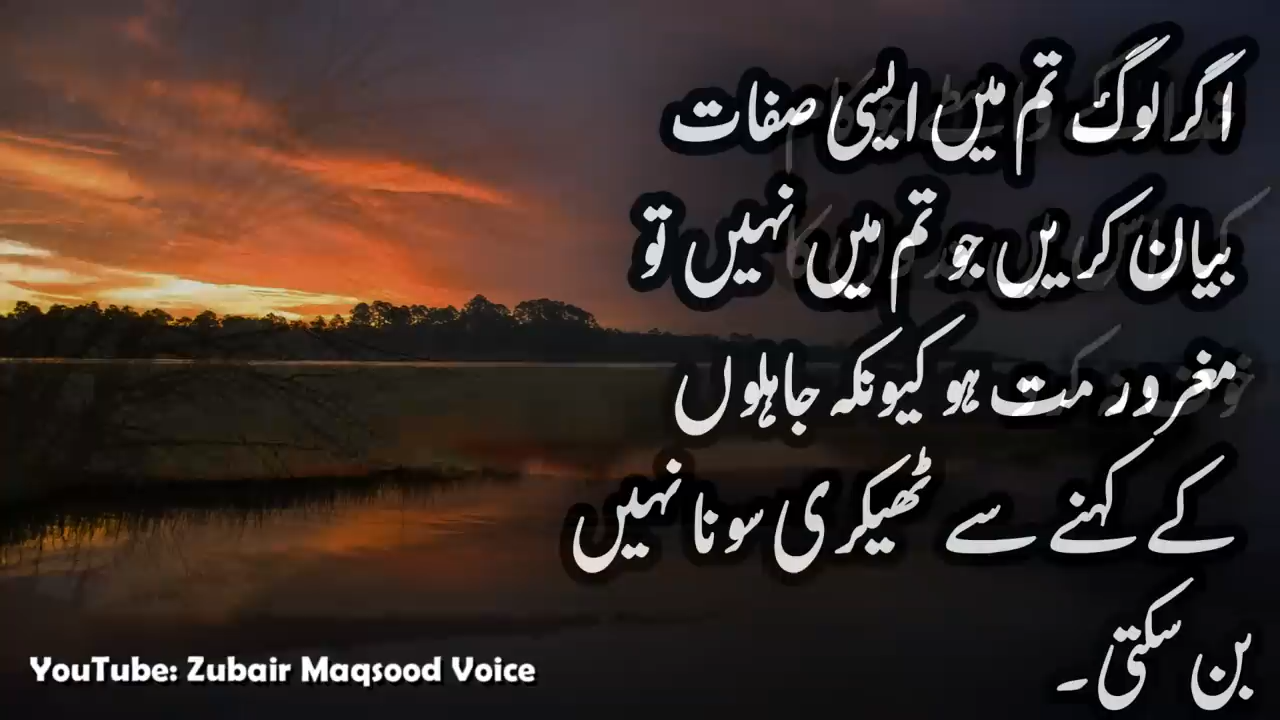 اگر لوگ تم میں ایسی صفات
بیان کریں جو تم میں نہیں تو
مغرور مت ہو کیونکہ جاہلوں
کے کہنے سے ٹھیکری سونا نہیں
بن سکتی۔
YouTube: Zubair Maqsood Voice